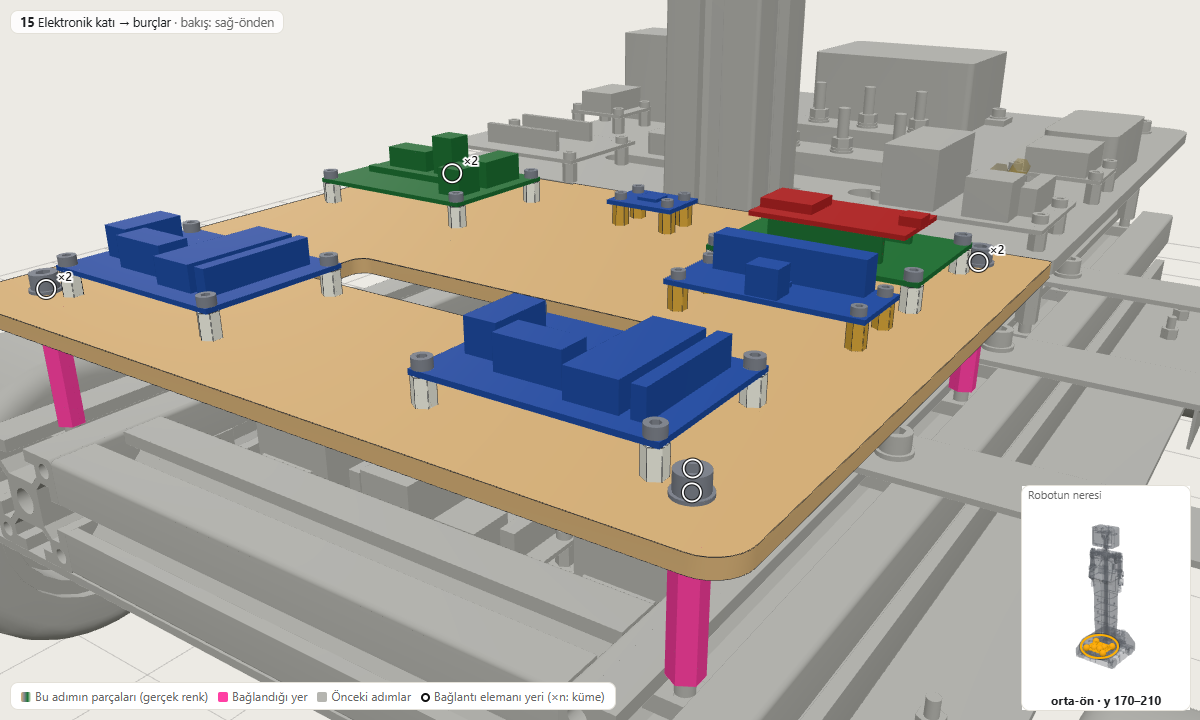 15 Elektronik katı → burçlar · bakış: sağ-önden
×2
×2
×2
Robotun neresi
orta-ön · y 170–210
Bu adımın parçaları (gerçek renk) Bağlandığı yer Önceki adımlar Bağlantı elemanı yeri (×n: küme)